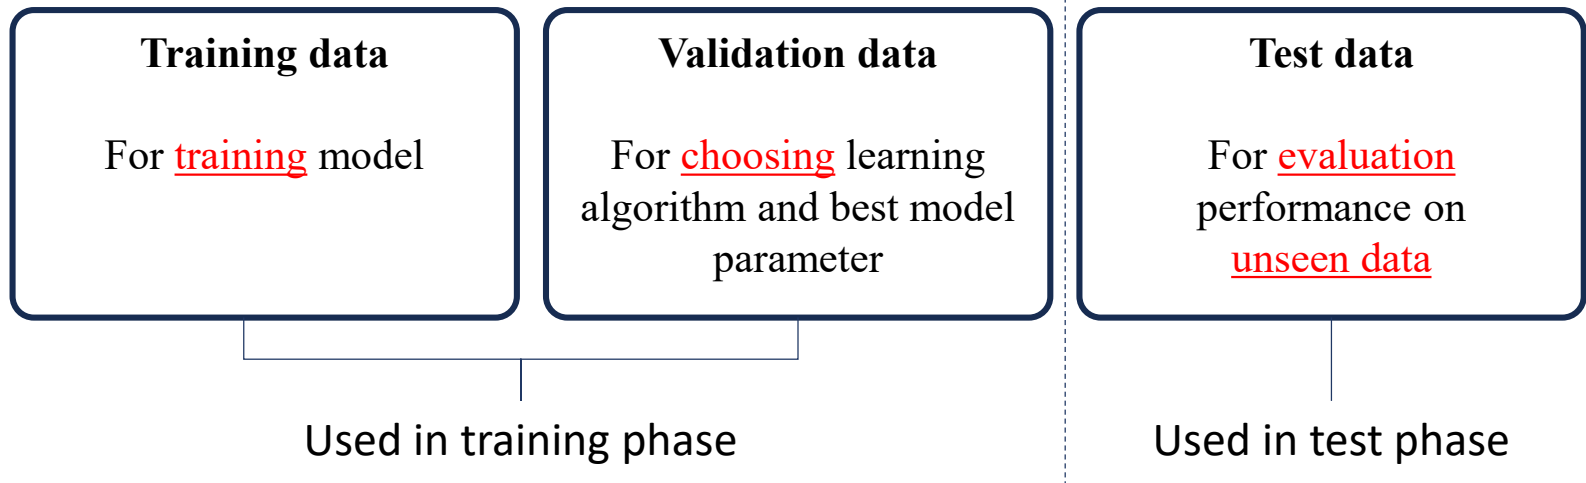 Training data
For training model
Validation data
For choosing learning
algorithm and best model
parameter
Test data
For evaluation
performance on
unseen data
Used in training phase
Used in test phase